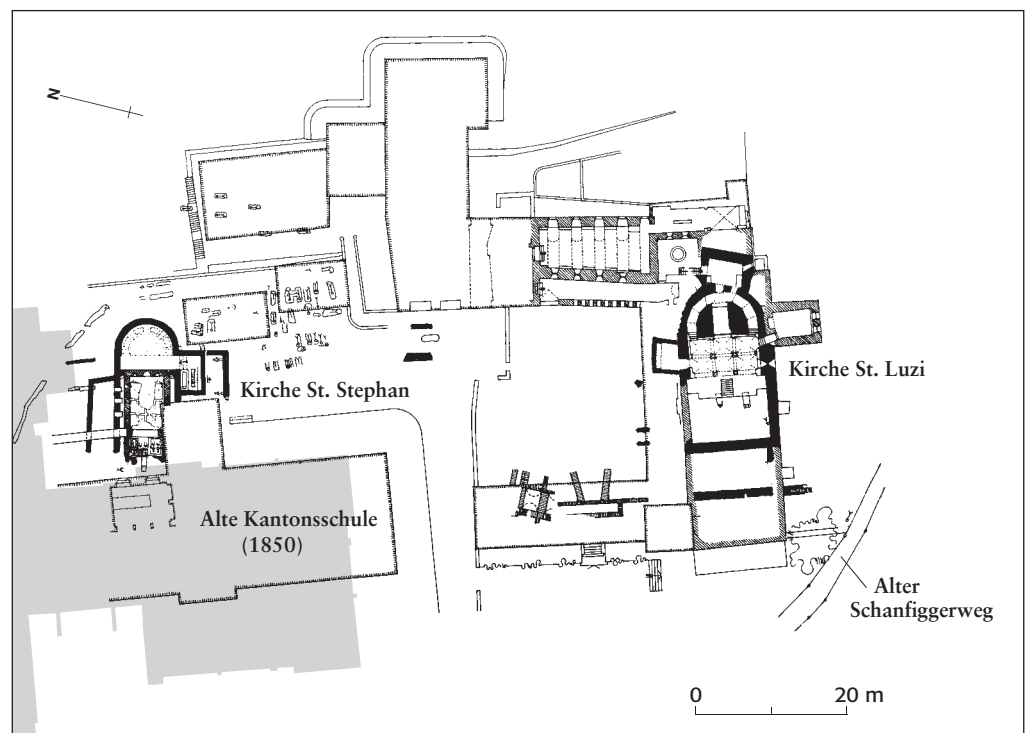 N
Kirche St. Stephan
Kirche St. Luzi
Alte Kantonsschule
(1850)
Alter
Schanfiggerweg
0 20 m